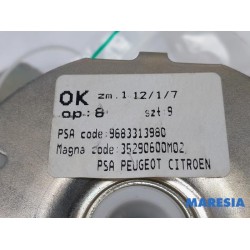 OK zm.1 12/1/7
op:8 szt 9
PSA code:9683313980
Magna code:35290600M02
PSA PEUGEOT CITROEN
MARESIA